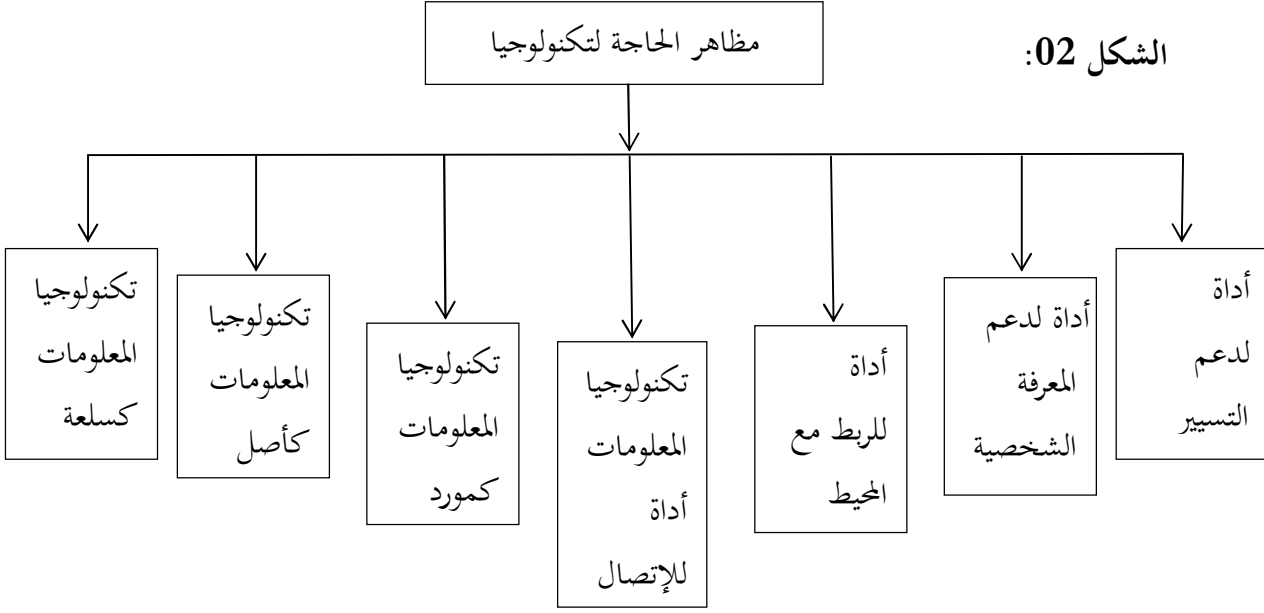 الشكل 02:
مظاهر الحاجة لتكنولوجيا
أداة
لدعم
التسيير
أداة لدعم
المعرفة
الشخصية
أداة
للربط مع
المحيط
تكنولوجيا
المعلومات
أداة
للإتصال
تكنولوجيا
المعلومات
كمورد
تكنولوجيا
المعلومات
كأصل
تكنولوجيا
المعلومات
كسلعة